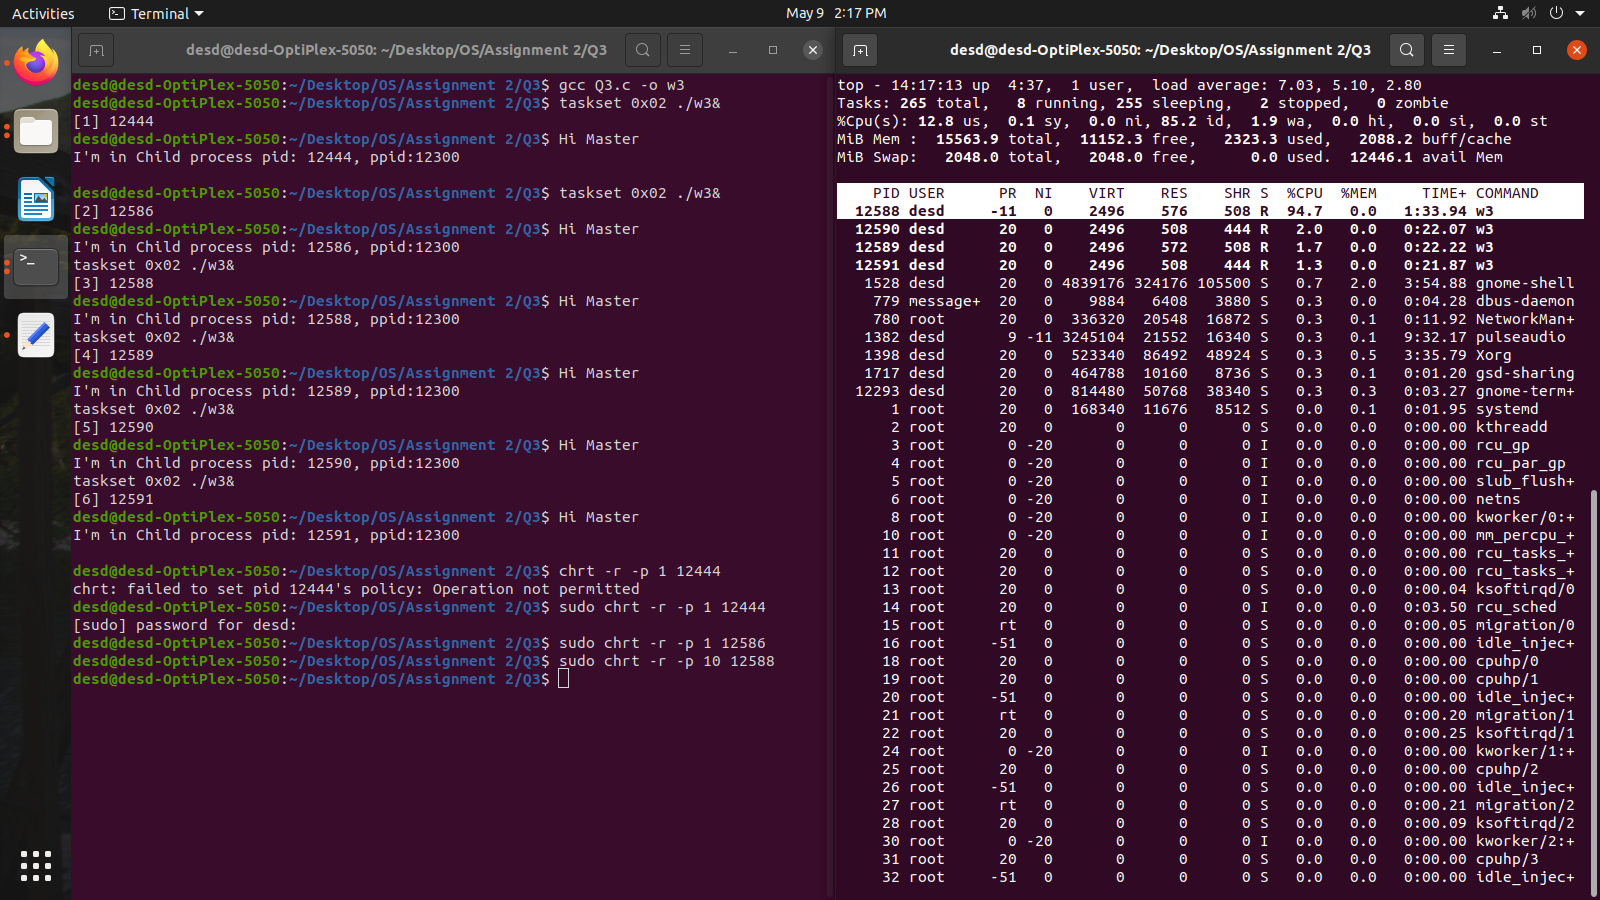 Activities
Terminal
May 9 2:17 PM
desd@desd-OptiPlex-5050: ~/Desktop/OS/Assignment 2/Q3
desd@desd-OptiPlex-5050:~/Desktop/OS/Assignment 2/Q3$ gcc Q3.c -o w3
desd@desd-OptiPlex-5050:~/Desktop/OS/Assignment 2/Q3$ taskset 0x02 ./w3&
[1] 12444
desd@desd-OptiPlex-5050:~/Desktop/OS/Assignment 2/Q3$ Hi Master
I'm in Child process pid: 12444, ppid:12300
desd@desd-OptiPlex-5050:~/Desktop/OS/Assignment 2/Q3$ taskset 0x02 ./w3&
[2] 12586
desd@desd-OptiPlex-5050:~/Desktop/OS/Assignment 2/Q3$ Hi Master
I'm in Child process pid: 12586, ppid:12300
taskset 0x02 ./w3&
[3] 12588
desd@desd-OptiPlex-5050:~/Desktop/OS/Assignment 2/Q3$ Hi Master
I'm in Child process pid: 12588, ppid:12300
taskset 0x02 ./w3&
[4] 12589
desd@desd-OptiPlex-5050:~/Desktop/OS/Assignment 2/Q3$ Hi Master
I'm in Child process pid: 12589, ppid:12300
taskset 0x02 ./w3&
[5] 12590
desd@desd-OptiPlex-5050:~/Desktop/OS/Assignment 2/Q3$ Hi Master
I'm in Child process pid: 12590, ppid:12300
taskset 0x02 ./w3&
[6] 12591
desd@desd-OptiPlex-5050:~/Desktop/OS/Assignment 2/Q3$ Hi Master
I'm in Child process pid: 12591, ppid:12300
desd@desd-OptiPlex-5050:~/Desktop/OS/Assignment 2/Q3$ chrt -r -p 1 12444
chrt: failed to set pid 12444's policy: Operation not permitted
desd@desd-OptiPlex-5050:~/Desktop/OS/Assignment 2/Q3$ sudo chrt -r -p 1 12444
[sudo] password for desd:
desd@desd-OptiPlex-5050:~/Desktop/OS/Assignment 2/Q3$ sudo chrt -r -p 1 12586
desd@desd-OptiPlex-5050:~/Desktop/OS/Assignment 2/Q3$ sudo chrt -r -p 10 12588
desd@desd-OptiPlex-5050:~/Desktop/OS/Assignment 2/Q3$
desd@desd-OptiPlex-5050: ~/Desktop/OS/Assignment 2/Q3
top - 14:17:13 up 4:37, 1 user, load average: 7.03, 5.10, 2.80
Tasks: 265 total, 8 running, 255 sleeping, 2 stopped, 0 zombie
%Cpu(s): 12.8 us, 0.1 sy, 0.0 ni, 85.2 id, 1.9 wa, 0.0 hi, 0.0 si, 0.0 st
MiB Mem : 15563.9 total, 11152.3 free, 2323.3 used, 2088.2 buff/cache
MiB Swap: 2048.0 total, 2048.0 free, 0.0 used. 12446.1 avail Mem
PID USER PR NI VIRT RES SHR S %CPU %MEM TIME+ COMMAND
12588 desd -11 0 2496 576 508 R 94.7 0.0 1:33.94 w3
12590 desd 20 0 2496 508 444 R 2.0 0.0 0:22.07 w3
12589 desd 20 0 2496 572 508 R 1.7 0.0 0:22.22 w3
12591 desd 20 0 2496 508 444 R 1.3 0.0 0:21.87 w3
1528 desd 20 0 4839176 324176 105500 S 0.7 2.0 3:54.88 gnome-shell
779 message+ 20 0 9884 6408 3880 S 0.3 0.0 0:04.28 dbus-daemon
780 root 20 0 336320 20548 16872 S 0.3 0.1 0:11.92 NetworkMan+
1382 desd 9 -11 3245104 21552 16340 S 0.3 0.1 9:32.17 pulseaudio
1398 desd 20 0 523340 86492 48924 S 0.3 0.5 3:35.79 Xorg
1717 desd 20 0 464788 10160 8736 S 0.3 0.1 0:01.20 gsd-sharing
12293 desd 20 0 814480 50768 38340 S 0.3 0.3 0:03.27 gnome-term+
1 root 20 0 168340 11676 8512 S 0.0 0.1 0:01.95 systemd
2 root 20 0 0 0 0 S 0.0 0.0 0:00.00 kthreadd
3 root 0 -20 0 0 0 I 0.0 0.0 0:00.00 rcu_gp
4 root 0 -20 0 0 0 I 0.0 0.0 0:00.00 rcu_par_gp
5 root 0 -20 0 0 0 I 0.0 0.0 0:00.00 slub_flush+
6 root 0 -20 0 0 0 I 0.0 0.0 0:00.00 netns
8 root 0 -20 0 0 0 I 0.0 0.0 0:00.00 kworker/0:+
10 root 0 -20 0 0 0 I 0.0 0.0 0:00.00 mm_percpu_+
11 root 20 0 0 0 0 S 0.0 0.0 0:00.00 rcu_tasks_+
12 root 20 0 0 0 0 S 0.0 0.0 0:00.00 rcu_tasks_+
13 root 20 0 0 0 0 S 0.0 0.0 0:00.04 ksoftirqd/0
14 root 20 0 0 0 0 I 0.0 0.0 0:03.50 rcu_sched
15 root rt 0 0 0 0 S 0.0 0.0 0:00.05 migration/0
16 root -51 0 0 0 0 S 0.0 0.0 0:00.00 idle_injec+
18 root 20 0 0 0 0 S 0.0 0.0 0:00.00 cpuhp/0
19 root 20 0 0 0 0 S 0.0 0.0 0:00.00 cpuhp/1
20 root -51 0 0 0 0 S 0.0 0.0 0:00.00 idle_injec+
21 root rt 0 0 0 0 S 0.0 0.0 0:00.20 migration/1
22 root 20 0 0 0 0 S 0.0 0.0 0:00.25 ksoftirqd/1
24 root 0 -20 0 0 0 I 0.0 0.0 0:00.00 kworker/1:+
25 root 20 0 0 0 0 S 0.0 0.0 0:00.00 cpuhp/2
26 root -51 0 0 0 0 S 0.0 0.0 0:00.00 idle_injec+
27 root rt 0 0 0 0 S 0.0 0.0 0:00.21 migration/2
28 root 20 0 0 0 0 S 0.0 0.0 0:00.09 ksoftirqd/2
30 root 0 -20 0 0 0 I 0.0 0.0 0:00.00 kworker/2:+
31 root 20 0 0 0 0 S 0.0 0.0 0:00.00 cpuhp/3
32 root -51 0 0 0 0 S 0.0 0.0 0:00.00 idle_injec+